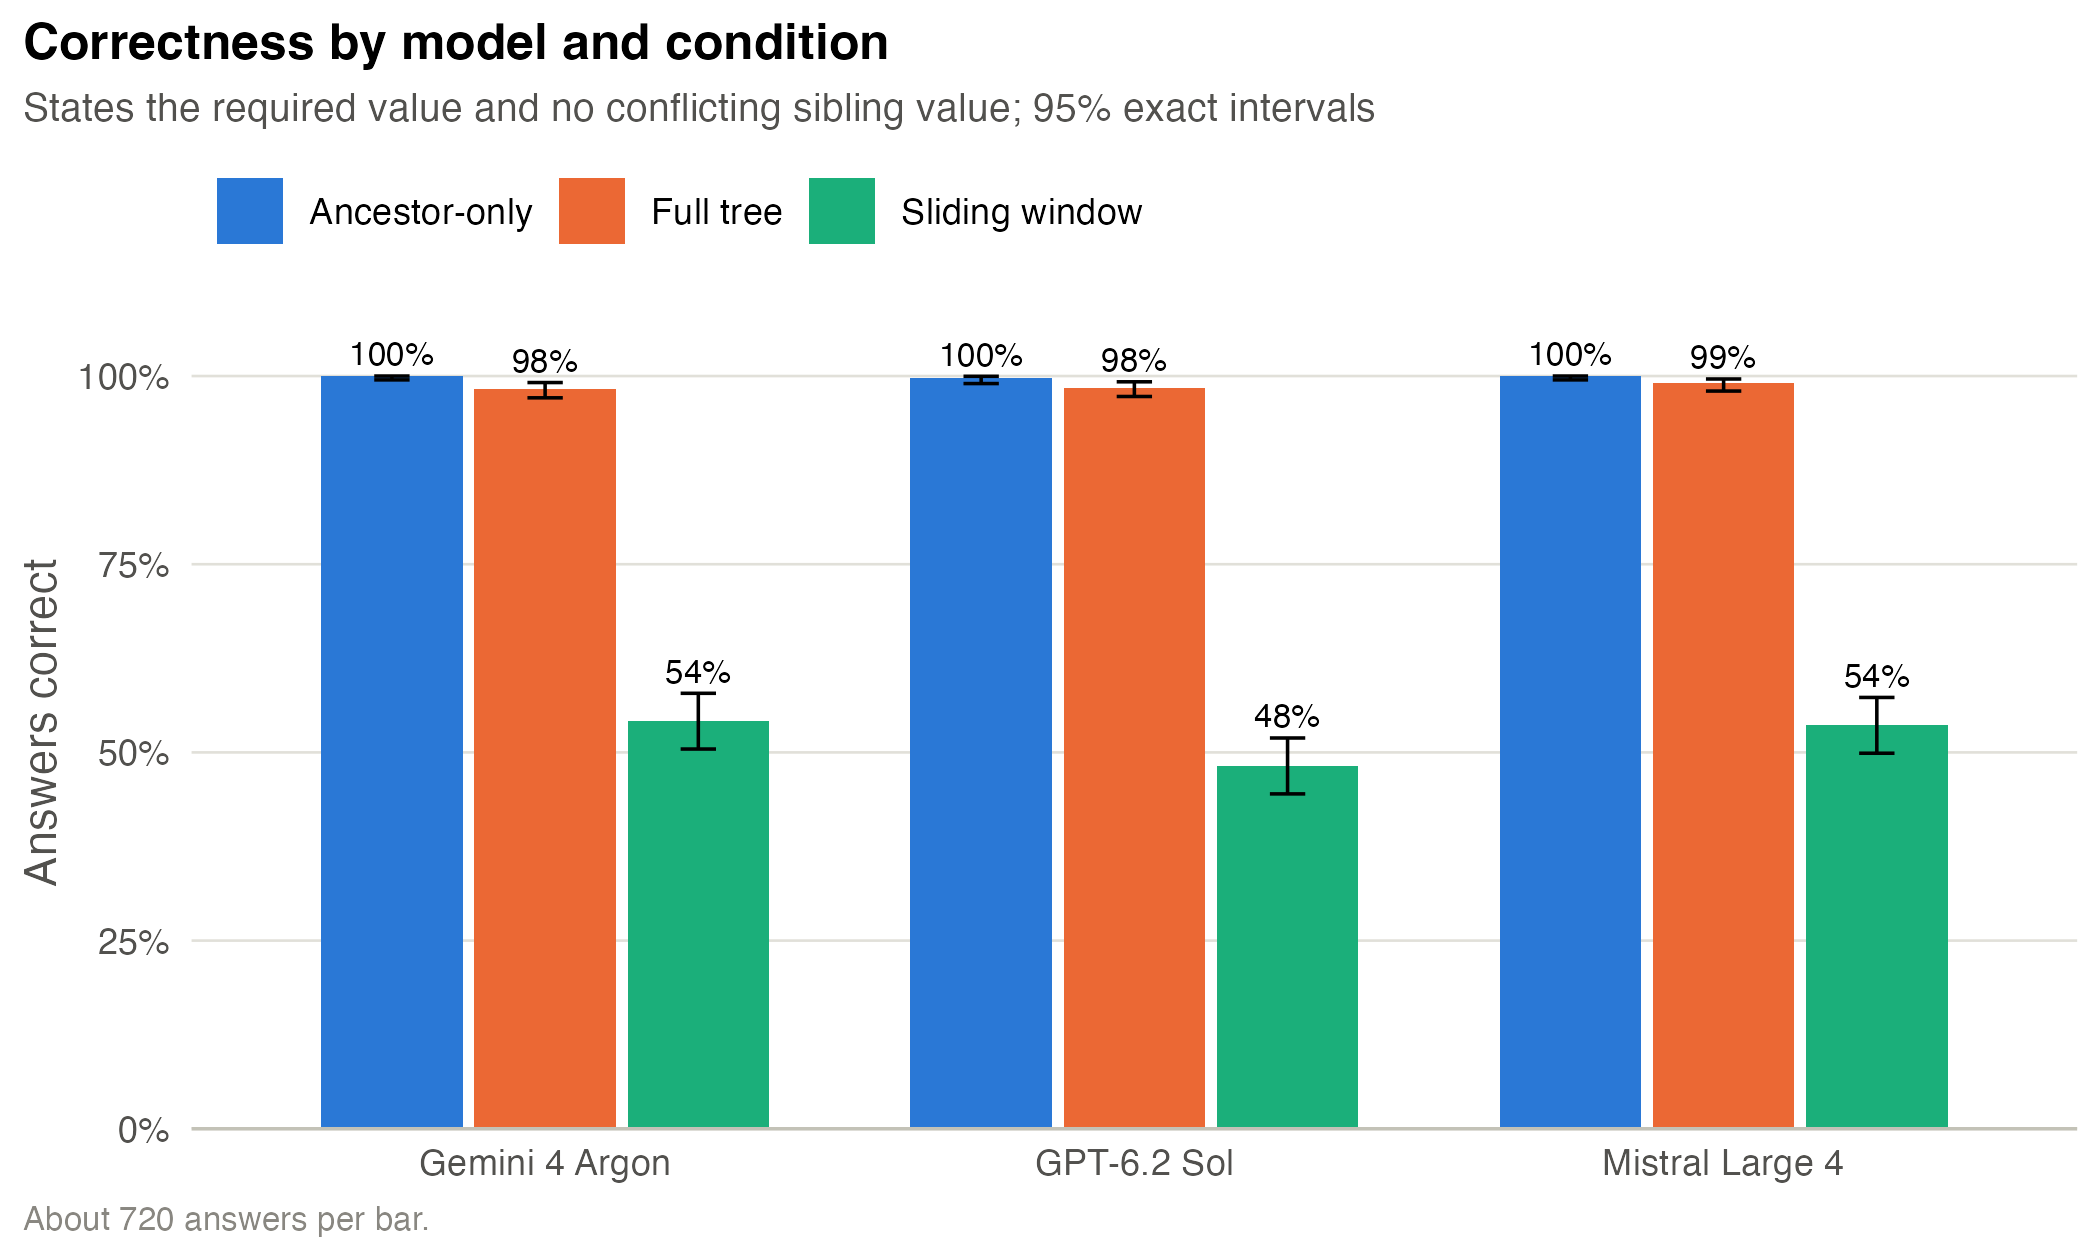 Correctness by model and condition
States the required value and no conflicting sibling value; 95% exact intervals
Ancestor-only Full tree Sliding window
100% 98% 54% 100% 98% 48% 100% 99% 54%
Answers correct
100%
75%
50%
25%
0%
Gemini 4 Argon GPT-6.2 Sol Mistral Large 4
About 720 answers per bar.